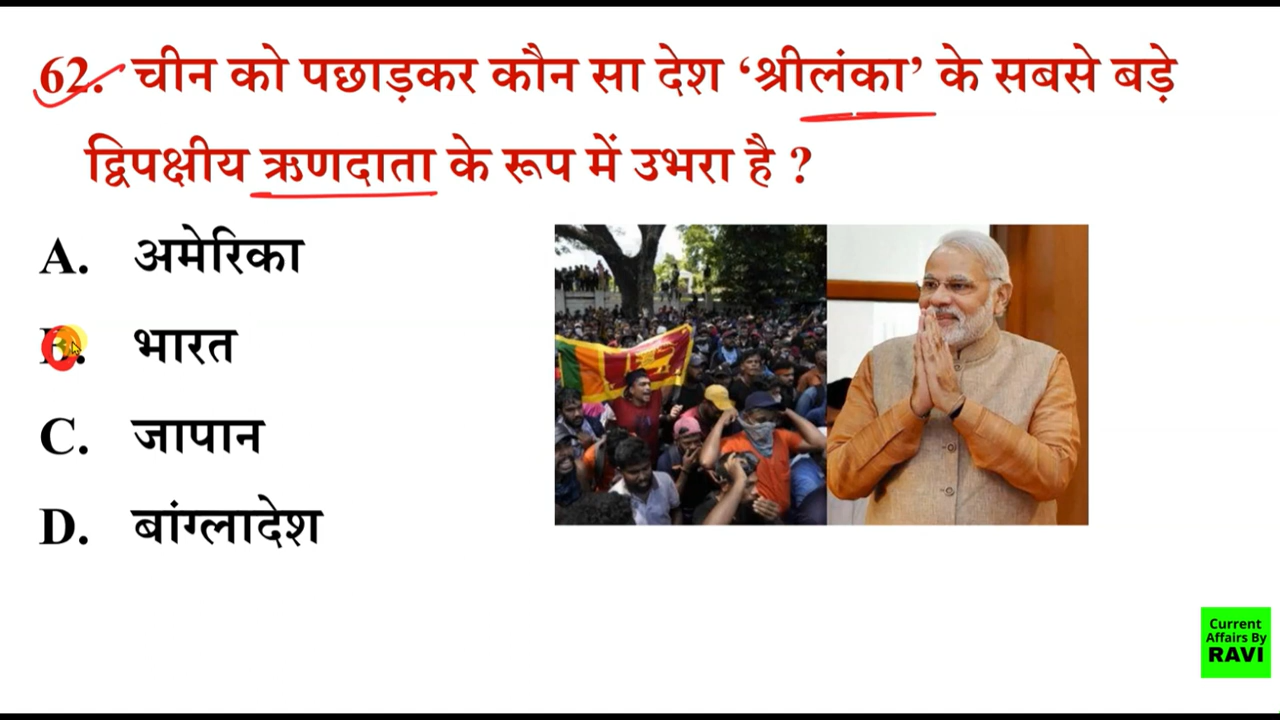 62. चीन को पछाड़कर कौन सा देश ‘श्रीलंका’ के सबसे बड़े
द्विपक्षीय ऋणदाता के रूप में उभरा है ?
A. अमेरिका
B. भारत
C. जापान
D. बांग्लादेश
Current
Affairs By
RAVI